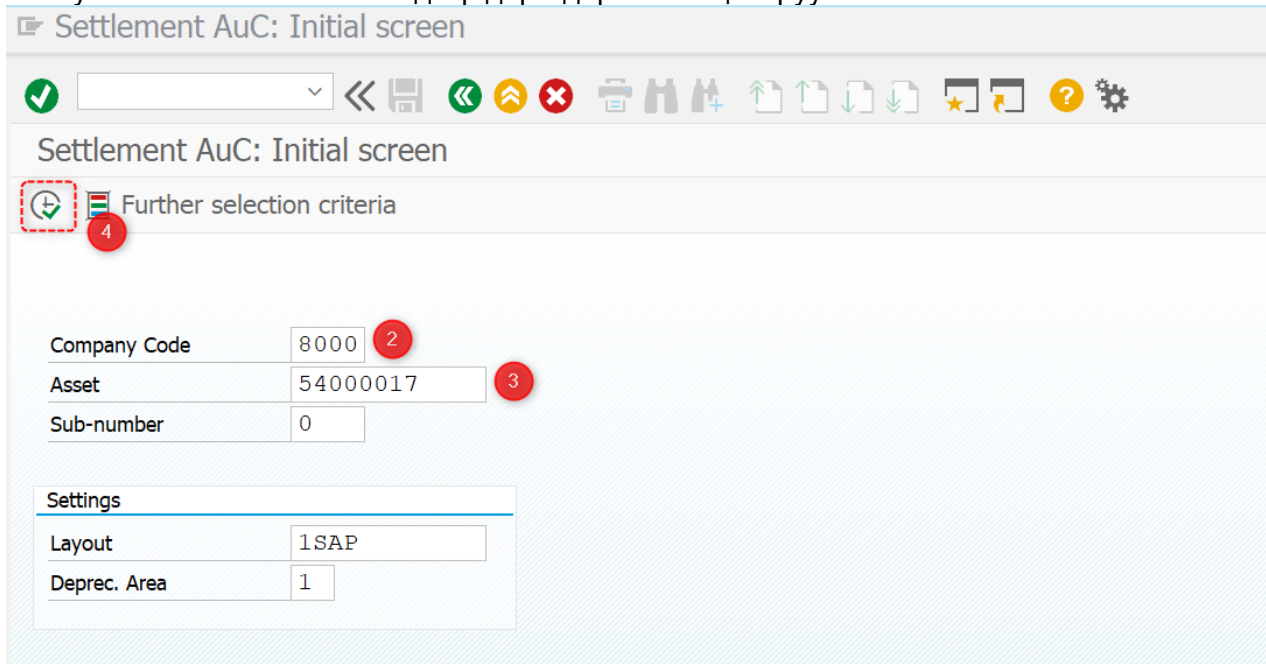 Settlement AuC: Initial screen
Settlement AuC: Initial screen
Further selection criteria
4
Company Code 8000 2
Asset 54000017 3
Sub-number 0
Settings
Layout 1SAP
Deprec. Area 1